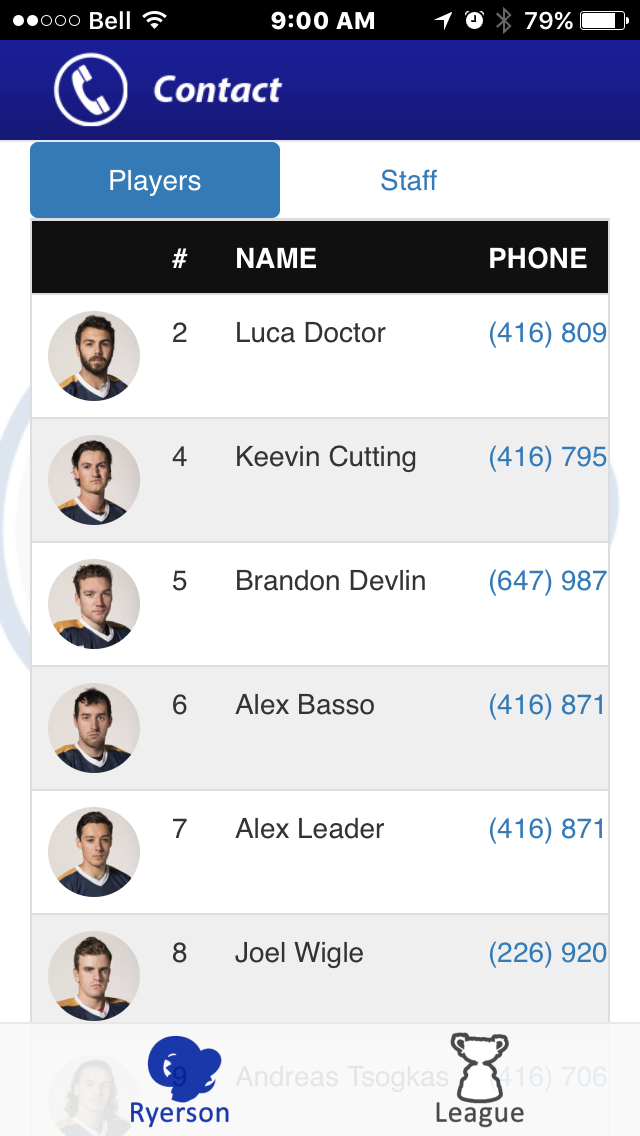 Bell 9:00 AM 79%
Contact
Players Staff
# NAME PHONE
2 Luca Doctor (416) 809
4 Keevin Cutting (416) 795
5 Brandon Devlin (647) 987
6 Alex Basso (416) 871
7 Alex Leader (416) 871
8 Joel Wigle (226) 920
9 Andreas Tsogkas (416) 706
Ryerson League